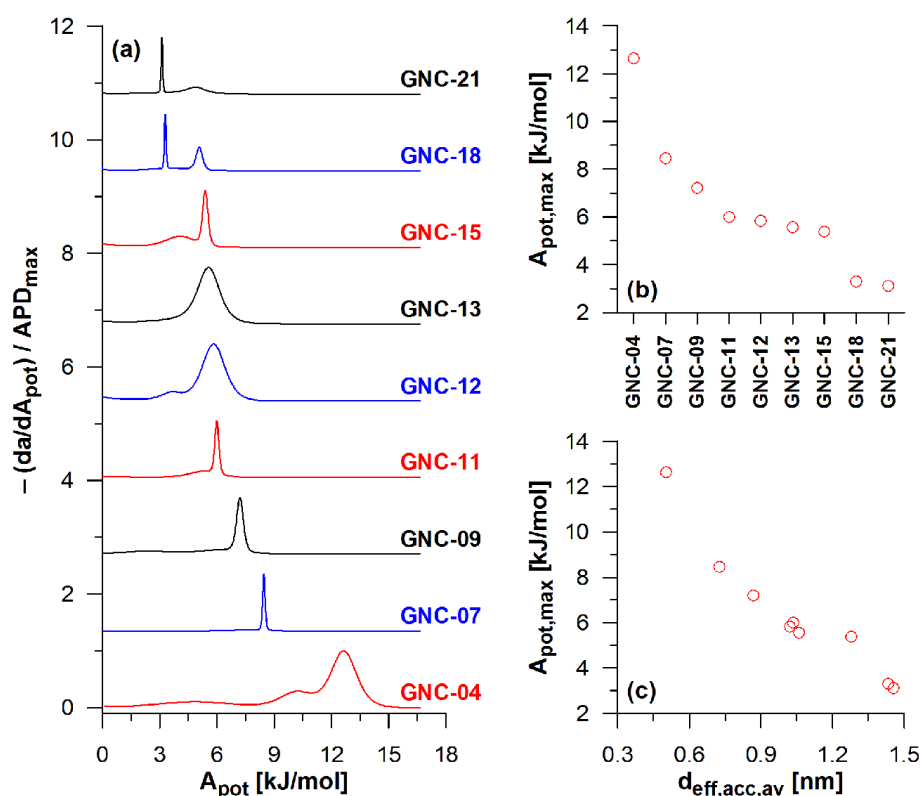 (a)
– (da/dA_pot) / APD_max
12
10
8
6
4
2
0
GNC-21
GNC-18
GNC-15
GNC-13
GNC-12
GNC-11
GNC-09
GNC-07
GNC-04
0 3 6 9 12 15 18
A_pot [kJ/mol]
A_pot,max [kJ/mol]
14
12
10
8
6
4
2
(b)
GNC-04
GNC-07
GNC-09
GNC-11
GNC-12
GNC-13
GNC-15
GNC-18
GNC-21
A_pot,max [kJ/mol]
14
12
10
8
6
4
2
(c)
0.3 0.6 0.9 1.2 1.5
d_eff,acc,av [nm]